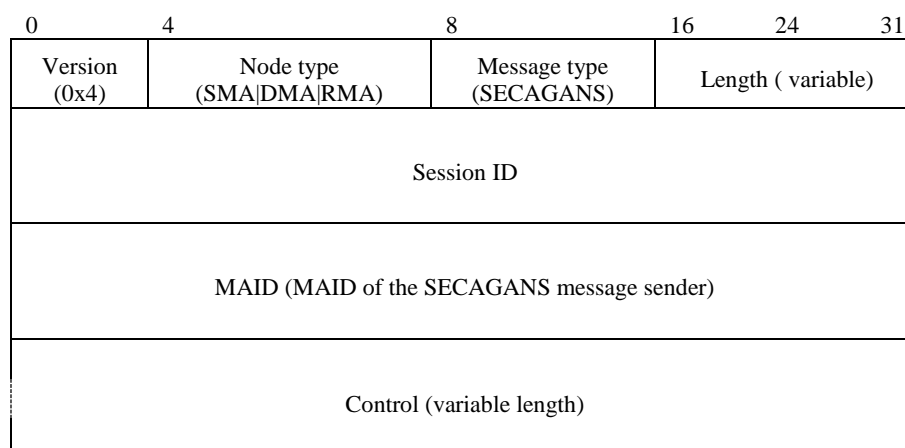 0 4 8 16 24 31
Version Node type Message type Length ( variable)
(0x4) (SMA|DMA|RMA) (SECAGANS)
Session ID
MAID (MAID of the SECAGANS message sender)
Control (variable length)